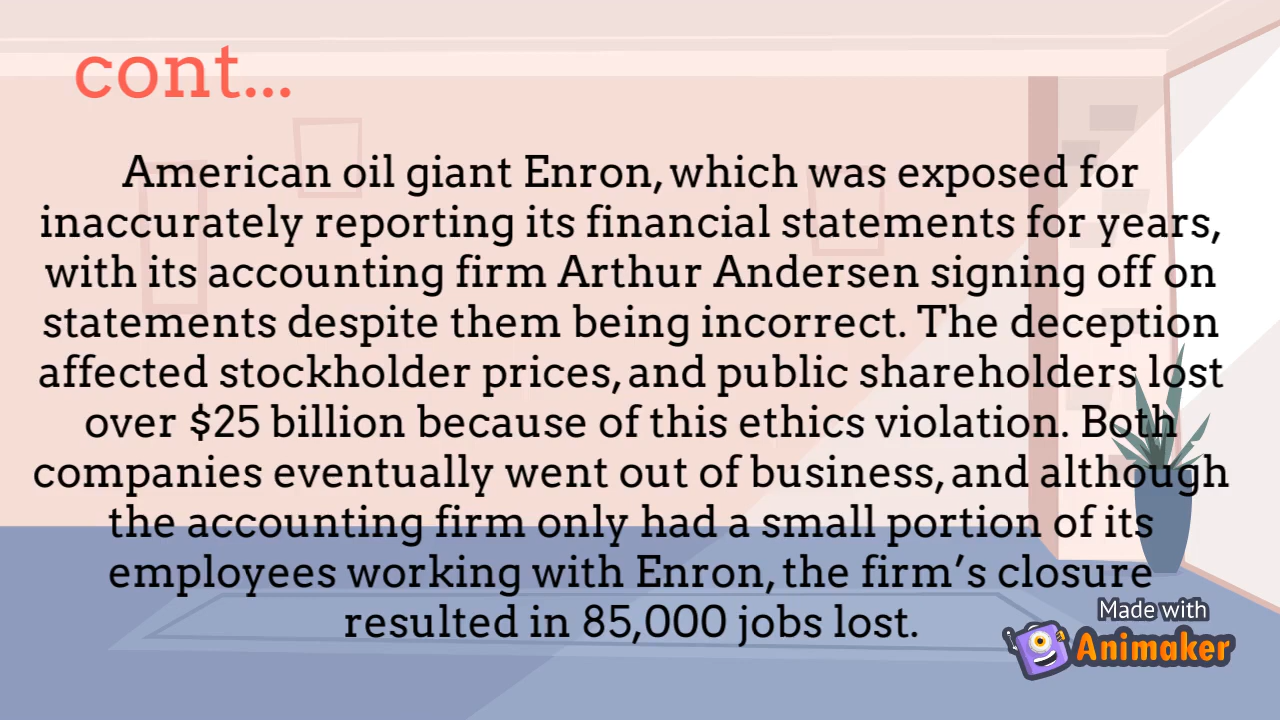 cont...
American oil giant Enron, which was exposed for
inaccurately reporting its financial statements for years,
with its accounting firm Arthur Andersen signing off on
statements despite them being incorrect. The deception
affected stockholder prices, and public shareholders lost
over $25 billion because of this ethics violation. Both
companies eventually went out of business, and although
the accounting firm only had a small portion of its
employees working with Enron, the firm’s closure
resulted in 85,000 jobs lost.
Made with
Animaker